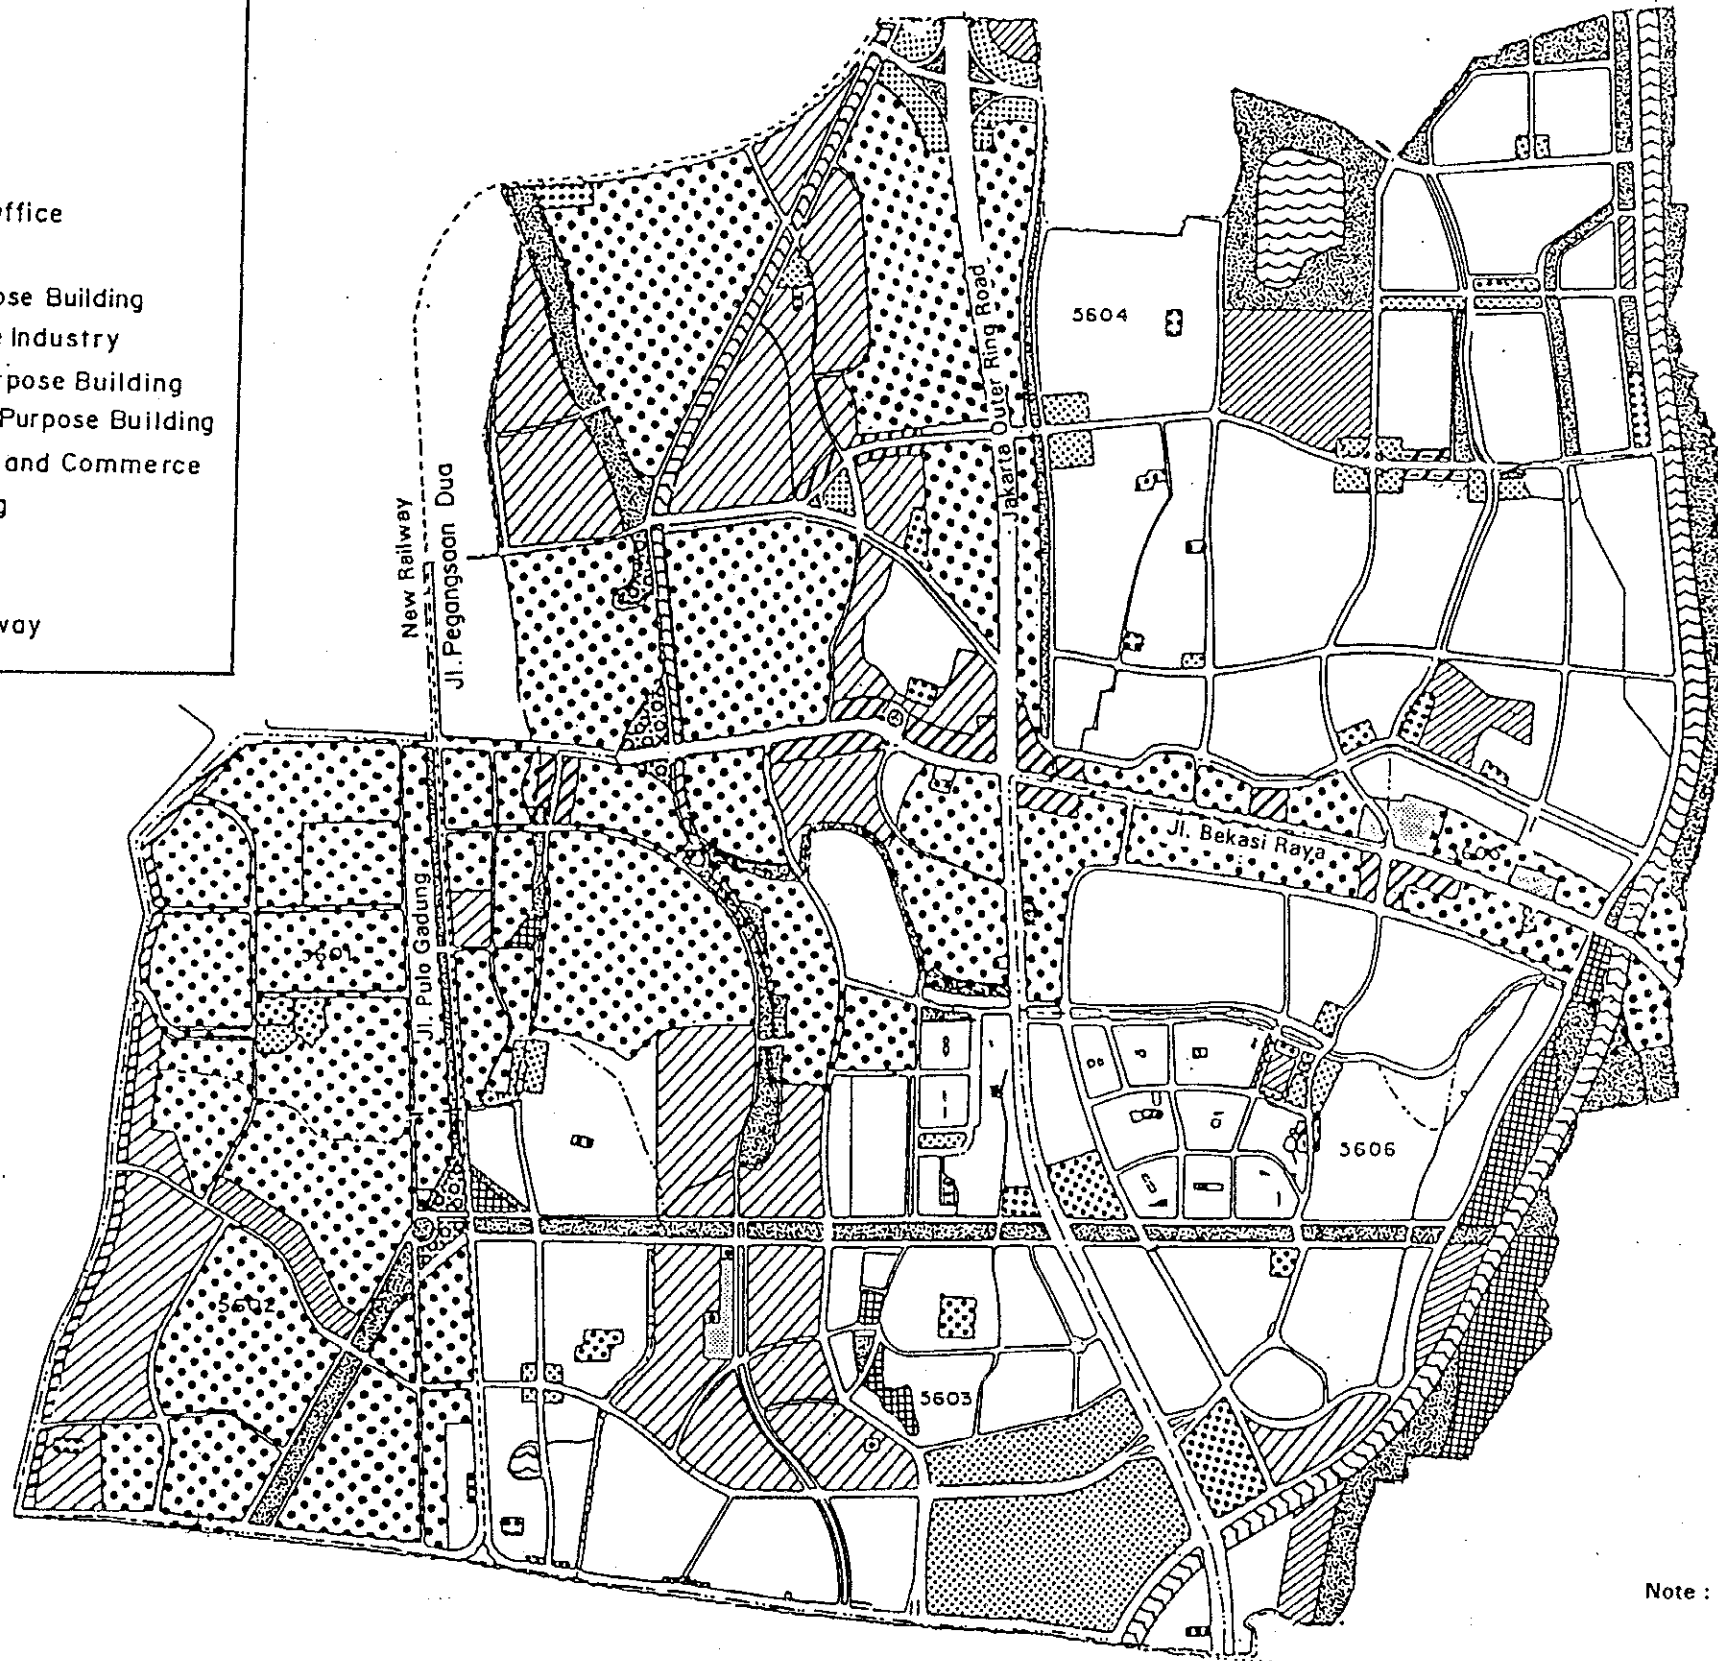 ffice
ose Building
Industry
rpose Building
Purpose Building
and Commerce
g
way
New Railway
Jl. Pegangsaan Dua
Jakarta Outer Ring Road
5604
Jl. Bekasi Raya
5605
Jl. Pulo Gadung
5601
5606
5602
5603
Note :